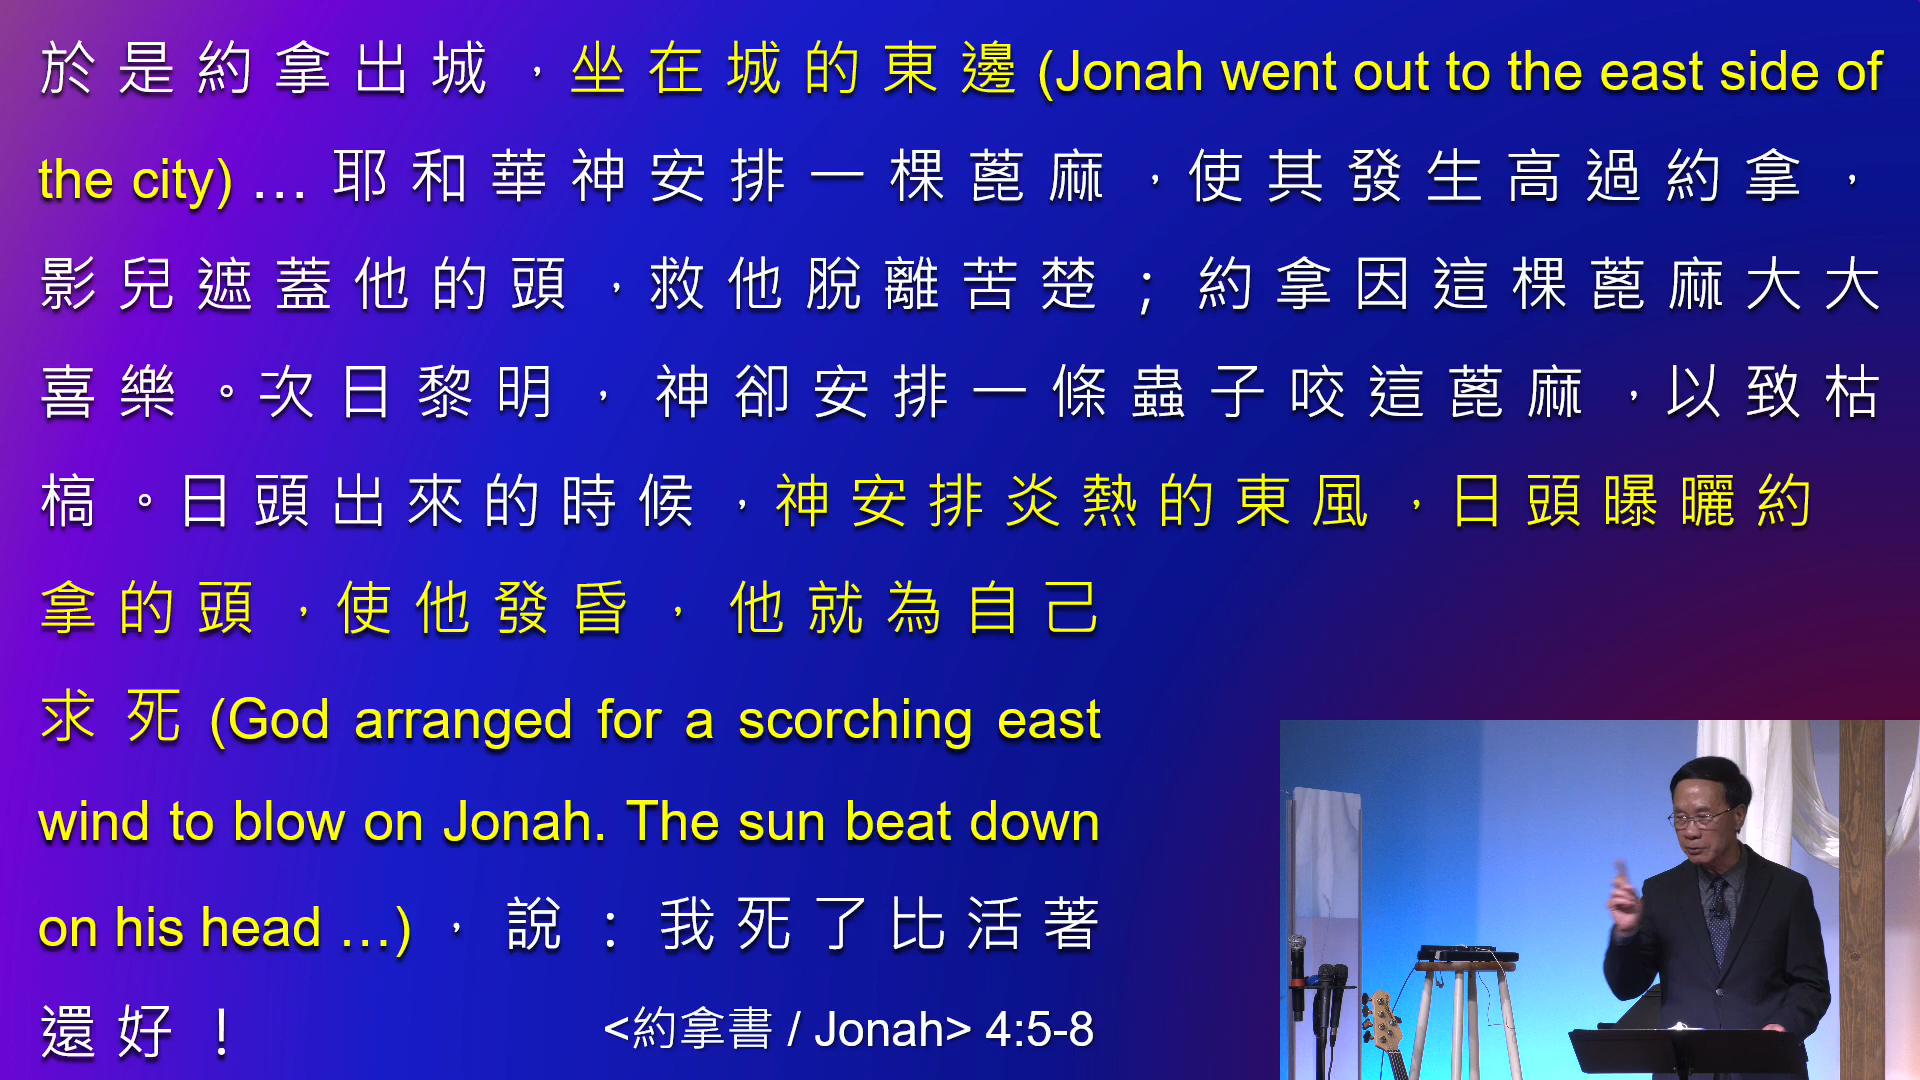 於是約拿出城，坐在城的東邊 (Jonah went out to the east side of
the city) … 耶和華神安排一棵蓖麻，使其發生高過約拿，
影兒遮蓋他的頭，救他脫離苦楚；約拿因這棵蓖麻大大
喜樂。次日黎明，神卻安排一條蟲子咬這蓖麻，以致枯
槁。日頭出來的時候，神安排炎熱的東風，日頭曝曬約
拿的頭，使他發昏，他就為自己
求死 (God arranged for a scorching east
wind to blow on Jonah. The sun beat down
on his head …)，說：我死了比活著
還好！ <約拿書 / Jonah> 4:5-8